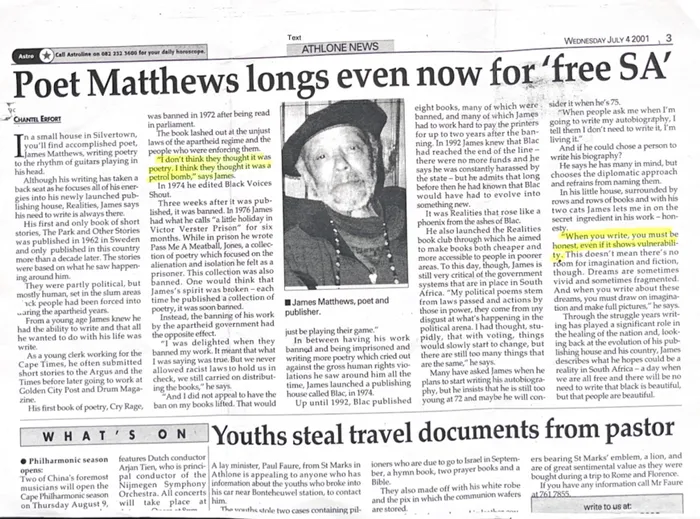 Text
Astro Call Astroline on 082 232 3600 for your daily horoscope.
ATHLONE NEWS
WEDNESDAY JULY 4 2001 3
Poet Matthews longs even now for 'free SA'
CHANTEL ERFORT
In a small house in Silvertown,
you'll find accomplished poet,
James Matthews, writing poetry
to the rhythm of guitars playing in
his head.
Although his writing has taken a
back seat as he focuses all of his ener-
gies into his newly launched pub-
lishing house, Realities, James says
his need to write is always there.
His first and only book of short
stories, The Park and Other Stories
was published in 1962 in Sweden
and only published in this country
more than a decade later. The stories
were based on what he saw happen-
ing around him.
They were partly political, but
mostly human, set in the slum areas
people had been forced into
the apartheid years.
From a young age James knew he
had the ability to write and that all
he wanted to do with his life was
write.
As a young clerk working for the
Cape Times, he often submitted
short stories to the Argus and the
Times before later going to work at
Golden City Post and Drum Maga-
zine.
His first book of poetry, Cry Rage,
was banned in 1972 after being read
in parliament.
The book lashed out at the unjust
laws of the apartheid regime and the
people who were enforcing them.
"I don't think they thought it was
poetry. I think they thought it was a
petrol bomb," says James.
In 1974 he edited Black Voices
Shout.
Three weeks after it was pub-
lished, it was banned. In 1976 James
had what he calls "a little holiday in
Victor Verster Prison" for six
months. While in prison he wrote
Pass Me A Meatball, Jones, a collec-
tion of poetry which focused on the
alienation and isolation he felt as a
prisoner. This collection was also
banned. One would think that
James's spirit was broken – each
time he published a collection of
poetry, it was soon banned.
Instead, the banning of his work
by the apartheid government had
the opposite effect.
"I was delighted when they
banned my work. It meant that what
I was saying was true. But we never
allowed racist laws to hold us in
check, we still carried on distribut-
ing the books," he says.
"And I did not appeal to have the
ban on my books lifted. That would
■ James Matthews, poet and
publisher.
just be playing their game."
In between having his work
banned and being imprisoned and
writing more poetry which cried out
against the gross human rights vio-
lations he saw around him all the
time, James launched a publishing
house called Blac, in 1974.
Up until 1992, Blac published
eight books, many of which were
banned, and many of which James
had to work hard to pay the printers
for up to two years after the ban-
ning. In 1992 James knew that Blac
had reached the end of the line –
there were no more funds and he
says he was constantly harassed by
the state – but he admits that long
before then he had known that Blac
would have had to evolve into
something new.
It was Realities that rose like a
phoenix from the ashes of Blac.
He also launched the Realities
book club through which he aimed
to make books both cheaper and
more accessible to people in poorer
areas. To this day, though, James is
still very critical of the government
systems that are in place in South
Africa. "My political poems stem
from laws passed and actions by
those in power, they come from my
disgust at what's happening in the
political arena. I had thought, stu-
pidly, that with voting, things
would slowly start to change, but
there are still too many things that
are the same," he says.
Many have asked James when he
plans to start writing his autobiogra-
phy, but he insists that he is still too
young at 72 and maybe he will con-
sider it when he's 75.
"When people ask me when I'm
going to write my autobiography, I
tell them I don't need to write it, I'm
living it."
And if he could choose a person to
write his biography?
He says he has many in mind, but
chooses the diplomatic approach
and refrains from naming them.
In his little house, surrounded by
rows and rows of books and with his
two cats James lets me in on the
secret ingredient in his work – hon-
esty.
"When you write, you must be
honest, even if it shows vulnerabili-
ty. This doesn't mean there's no
room for imagination and fiction,
though. Dreams are sometimes
vivid and sometimes fragmented.
And when you write about these
dreams, you must draw on imagina-
tion and make full pictures," he says.
Through the struggle years writ-
ing has played a significant role in
the healing of the nation and, look-
ing back at the evolution of his pub-
lishing house and his country, James
describes what he hopes could be a
reality in South Africa – a day when
we are all free and there will be no
need to write that black is beautiful,
but that people are beautiful.
WHAT'S ON
● Philharmonic season
opens:
Two of China's foremost
musicians will open the
Cape Philharmonic season
on Thursday August 9,
features Dutch conductor
Arjan Tien, who is princi-
pal conductor of the
Nijmegen Symphony
Orchestra. All concerts
will take place at
Youths steal travel documents from pastor
A lay minister, Paul Faure, from St Marks in
Athlone is appealing to anyone who has
information about the youths who broke into
his car near Bonteheuwel station, to contact
him.
The youths stole two cases containing pil-
ioners who are due to go to Israel in Septem-
ber, a hymn book, two prayer books and a
Bible.
They also made off with his white robe
and the pix in which the communion wafers
are stored.
ers bearing St Marks' emblem, a lion, and
are of great sentimental value as they were
bought during a trip to Rome and Florence.
If you have any information call Mr Faure
at 761 7855.
write to us at: